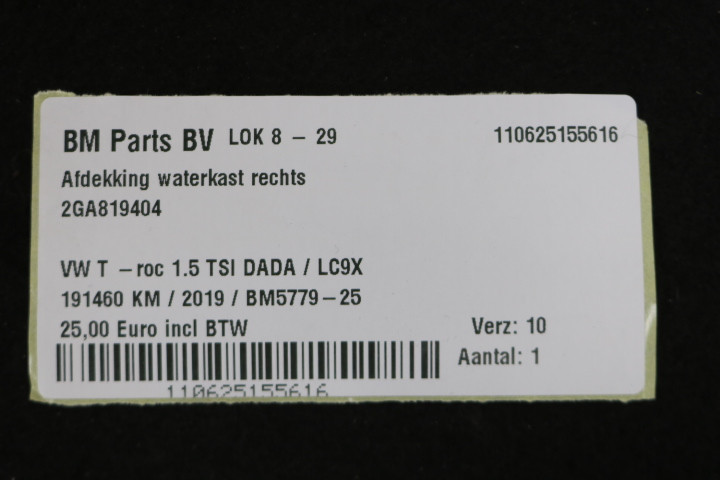 BM Parts BV LOK 8 - 29 110625155616
Afdekking waterkast rechts
2GA819404
VW T -roc 1.5 TSI DADA / LC9X
191460 KM / 2019 / BM5779-25
25,00 Euro incl BTW Verz: 10
Aantal: 1
110625155616